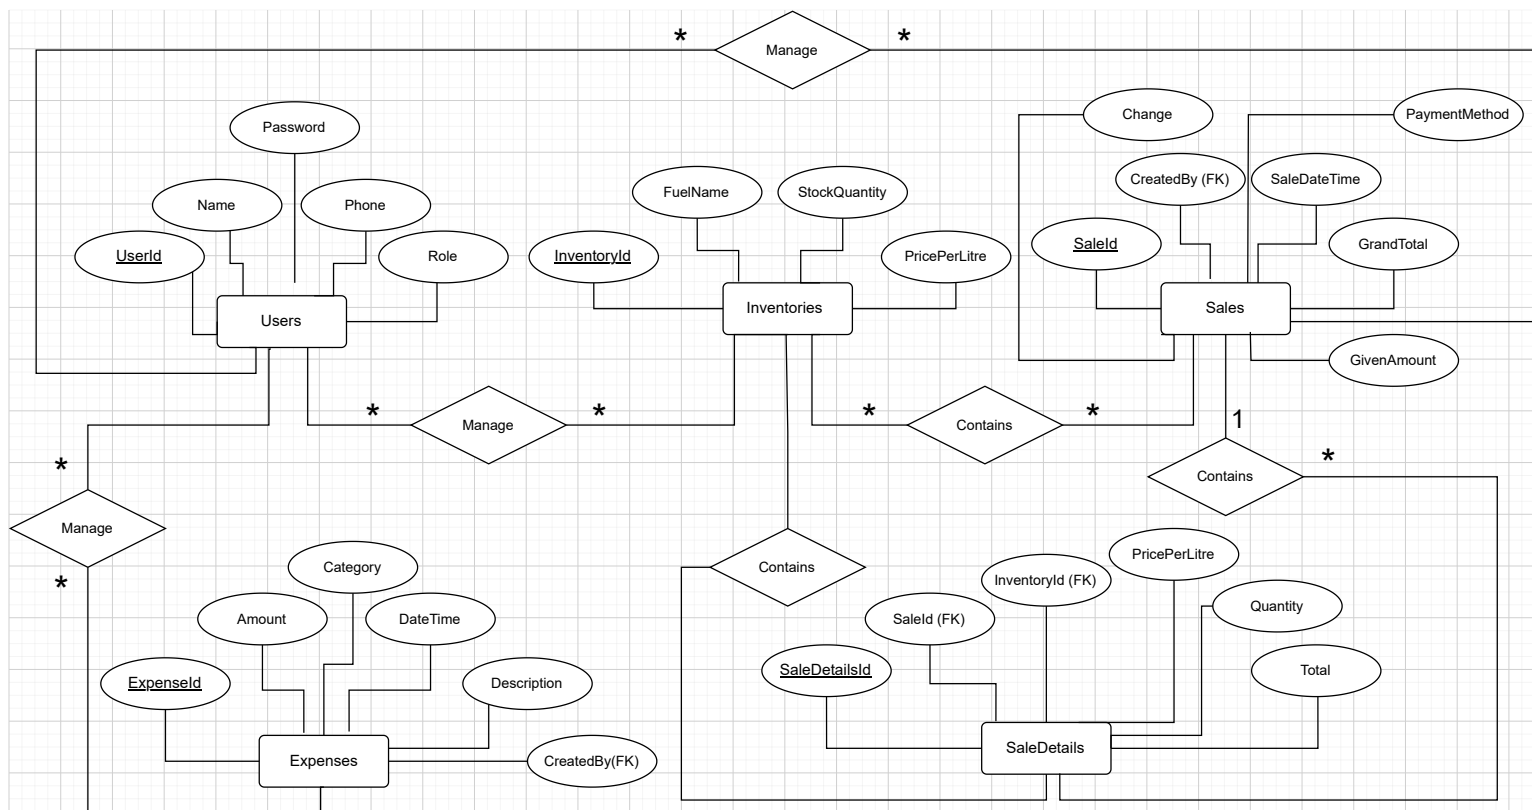 * Manage *
Change
PaymentMethod
Password
CreatedBy (FK)
SaleDateTime
FuelName
StockQuantity
Name
Phone
SaleId
GrandTotal
UserId
Role
InventoryId
PricePerLitre
Users
Inventories
Sales
GivenAmount
* Manage *
* Contains *
1
Contains *
*
Manage
*
Category
Contains
PricePerLitre
InventoryId (FK)
Quantity
Amount
DateTime
SaleId (FK)
ExpenseId
Description
SaleDetailsId
Total
Expenses
CreatedBy(FK)
SaleDetails